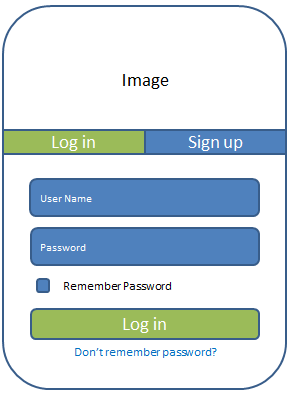 Image
Log in
Sign up
User Name
Password
Remember Password
Log in
Don't remember password?